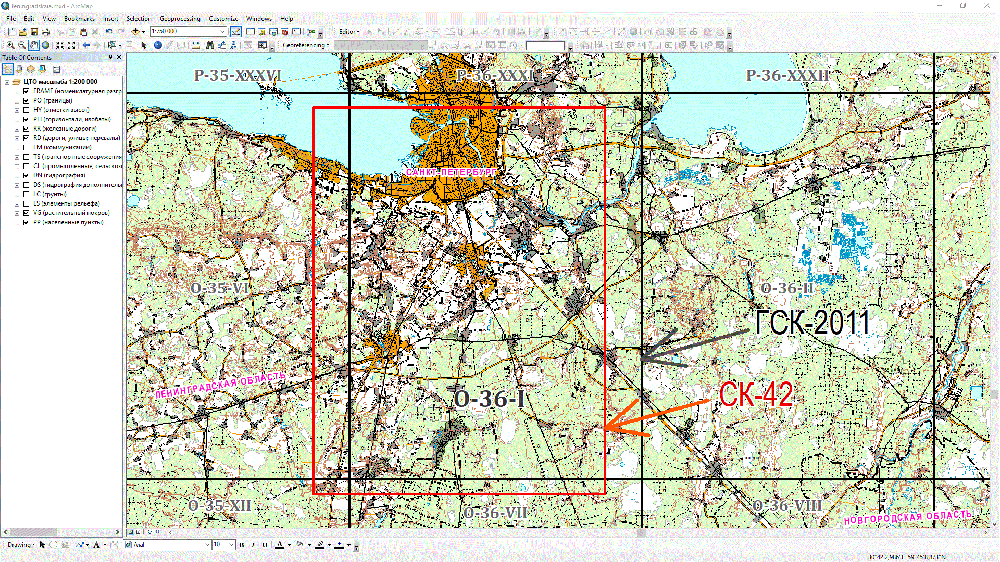 leningradskaia.mxd - ArcMap
File Edit View Bookmarks Insert Selection Geoprocessing Customize Windows Help
1:750 000
Editor
Georeferencing
Table Of Contents
ЦТО масштаба 1:200 000
FRAME (номенклатурная разгр
PO (границы)
HY (отметки высот)
PH (горизонтали, изобаты)
RR (железные дороги)
RD (дороги, улицы; перевалы)
LM (коммуникации)
TS (транспортные сооружения
CL (промышленные, сельскохо
DN (гидрография)
DS (гидрография дополнитель
LC (грунты)
LS (элементы рельефа)
VG (растительный покров)
PP (населенные пункты)
P-35-XXXVI
P-36-XXXI
P-36-XXXII
САНКТ-ПЕТЕРБУРГ
O-35-VI
O-36-II
ГСК-2011
ЛЕНИНГРАДСКАЯ ОБЛАСТЬ
O-36-I
СК-42
O-35-XII
O-36-VII
O-36-VIII
НОВГОРОДСКАЯ ОБЛАСТЬ
Drawing
A
Arial
10
B I U A
30°42'2,986"E 59°45'8,873"N